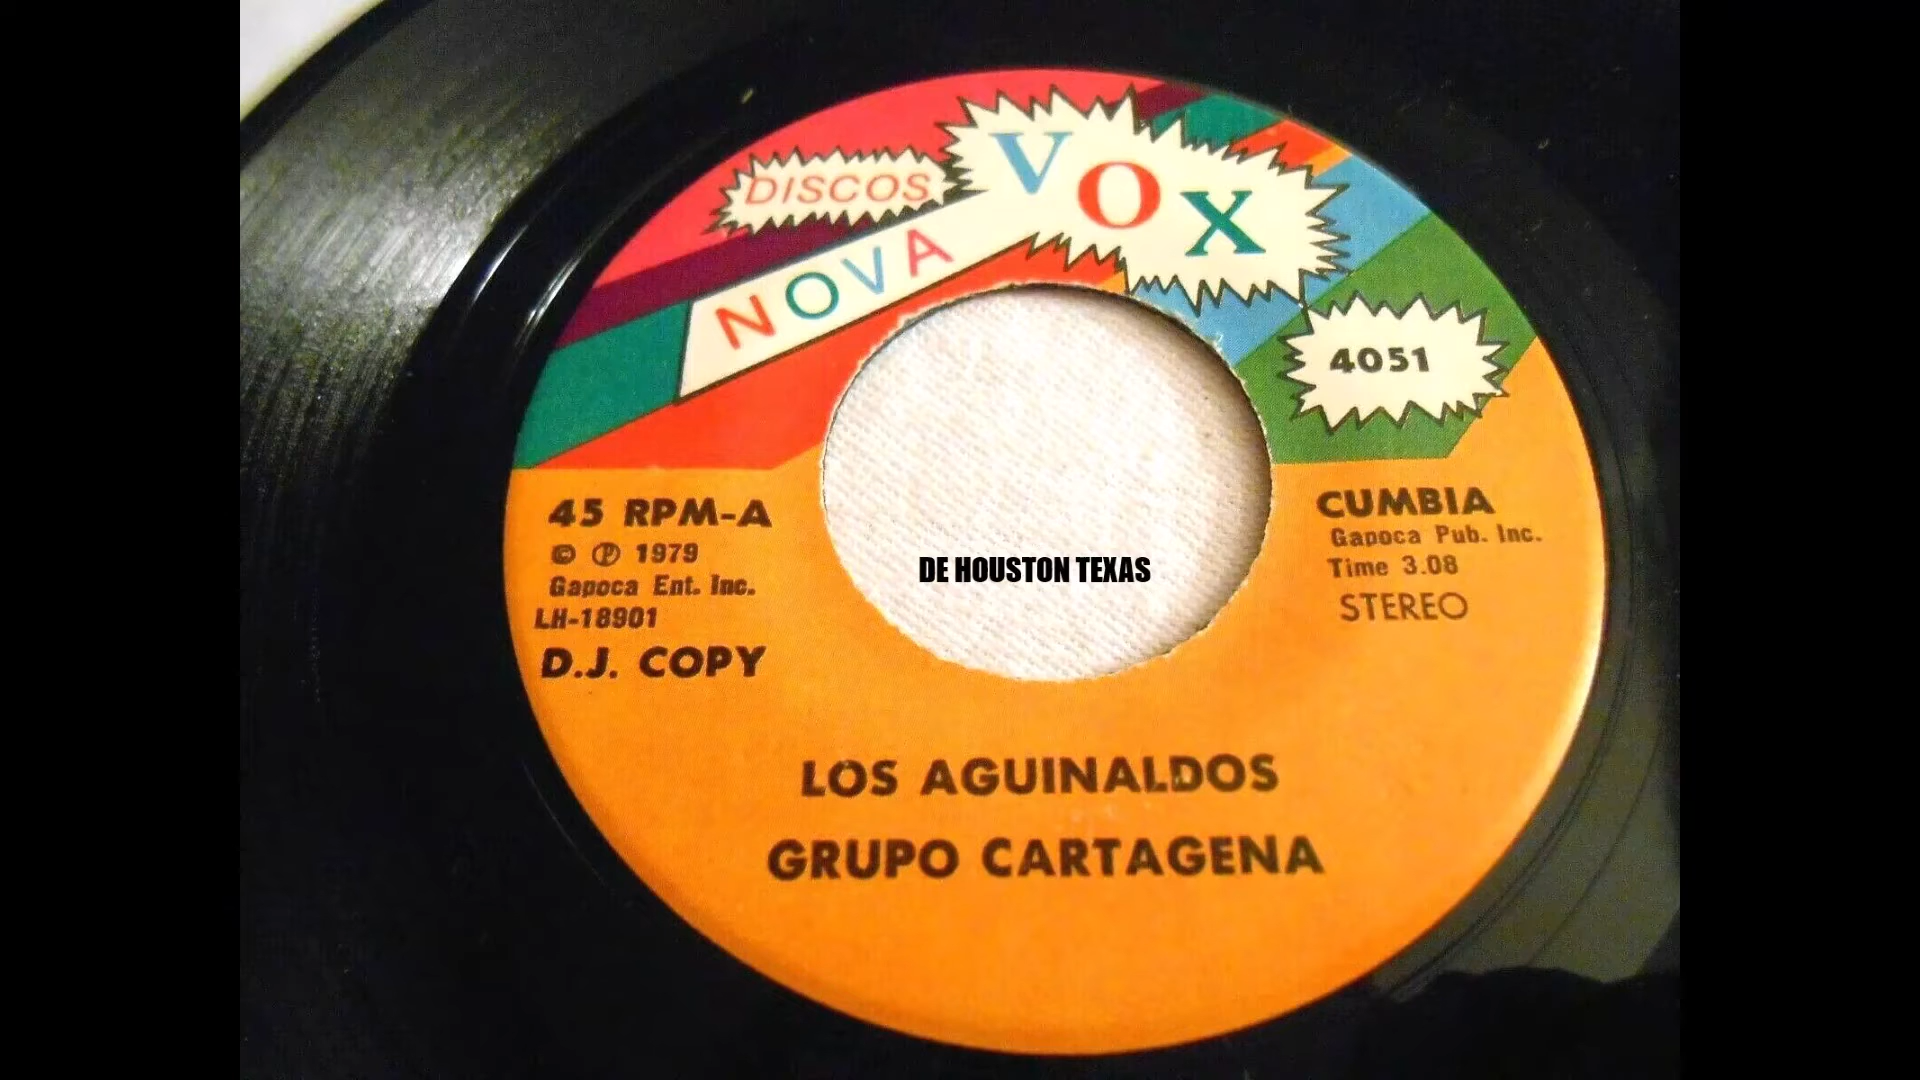 DISCOS
NOVA
VOX
4051
45 RPM-A
© ℗ 1979
Gapoca Ent. Inc.
LH-18901
D.J. COPY
CUMBIA
Gapoca Pub. Inc.
Time 3.08
STEREO
DE HOUSTON TEXAS
LOS AGUINALDOS
GRUPO CARTAGENA